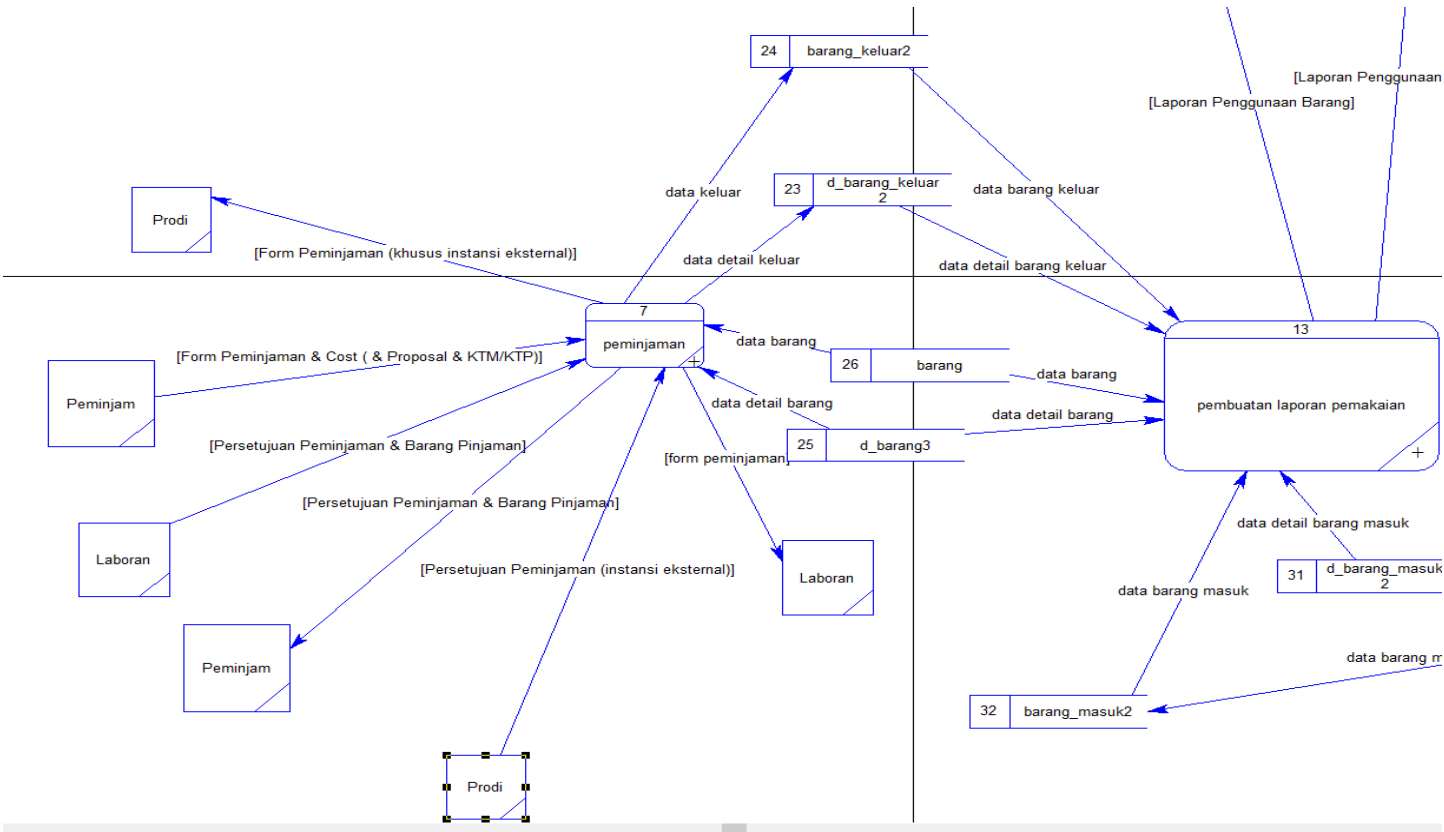 24 barang_keluar2
[Laporan Penggunaan
[Laporan Penggunaan Barang]
data keluar
23 d_barang_keluar
2
data barang keluar
Prodi
[Form Peminjaman (khusus instansi eksternal)]
data detail keluar
data detail barang keluar
7
peminjaman
+
13
pembuatan laporan pemakaian
+
data barang
26 barang
data barang
[Form Peminjaman & Cost ( & Proposal & KTM/KTP)]
Peminjam
data detail barang
data detail barang
25 d_barang3
[Persetujuan Peminjaman & Barang Pinjaman]
[form peminjaman]
[Persetujuan Peminjaman & Barang Pinjaman]
data detail barang masuk
Laboran
[Persetujuan Peminjaman (instansi eksternal)]
Laboran
31 d_barang_masuk
2
data barang masuk
Peminjam
data barang m
32 barang_masuk2
Prodi